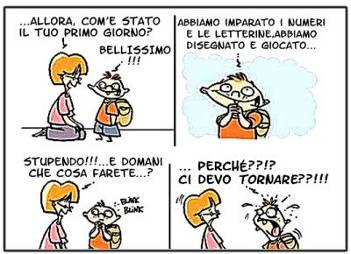 ...ALLORA, COM'È STATO
IL TUO PRIMO GIORNO?
BELLISSIMO
!!!
ABBIAMO IMPARATO I NUMERI
E LE LETTERINE,ABBIAMO
DISEGNATO E GIOCATO...
STUPENDO!!!...E DOMANI
CHE COSA FARETE...?
BLINK
BLINK
... PERCHÉ??!?
CI DEVO TORNARE??!!!